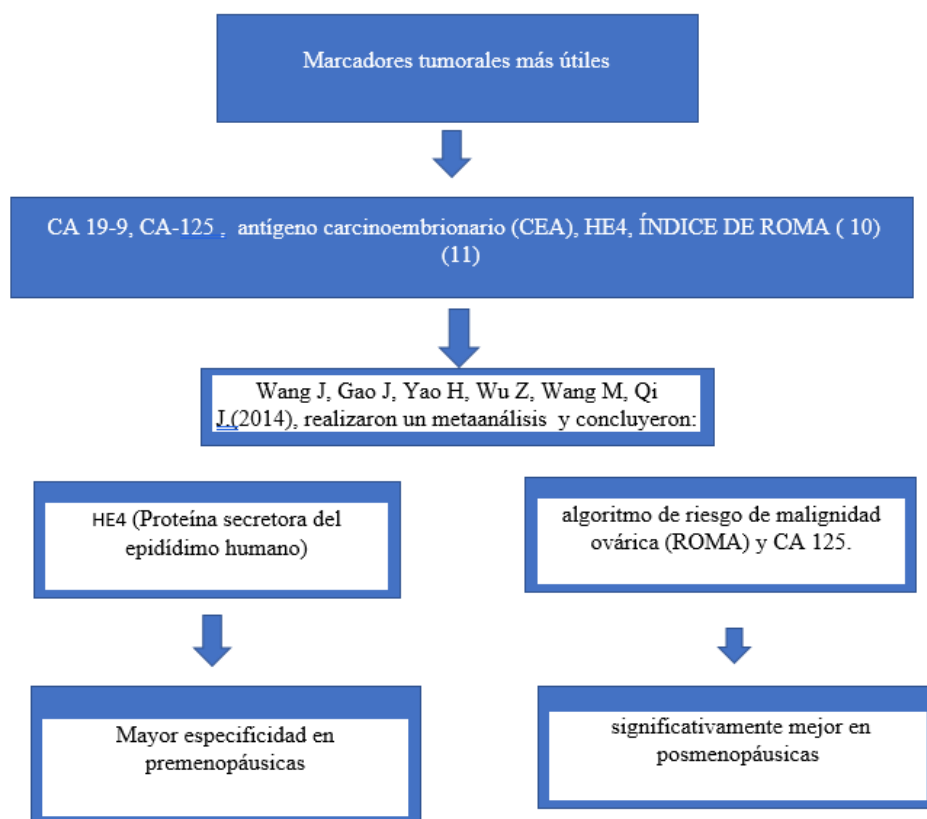 Marcadores tumorales más útiles
CA 19-9, CA-125 , antígeno carcinoembrionario (CEA), HE4, ÍNDICE DE ROMA ( 10)
(11)
Wang J, Gao J, Yao H, Wu Z, Wang M, Qi
J.(2014), realizaron un metaanálisis y concluyeron:
HE4 (Proteína secretora del
epidídimo humano)
algoritmo de riesgo de malignidad
ovárica (ROMA) y CA 125.
Mayor especificidad en
premenopáusicas
significativamente mejor en
posmenopáusicas